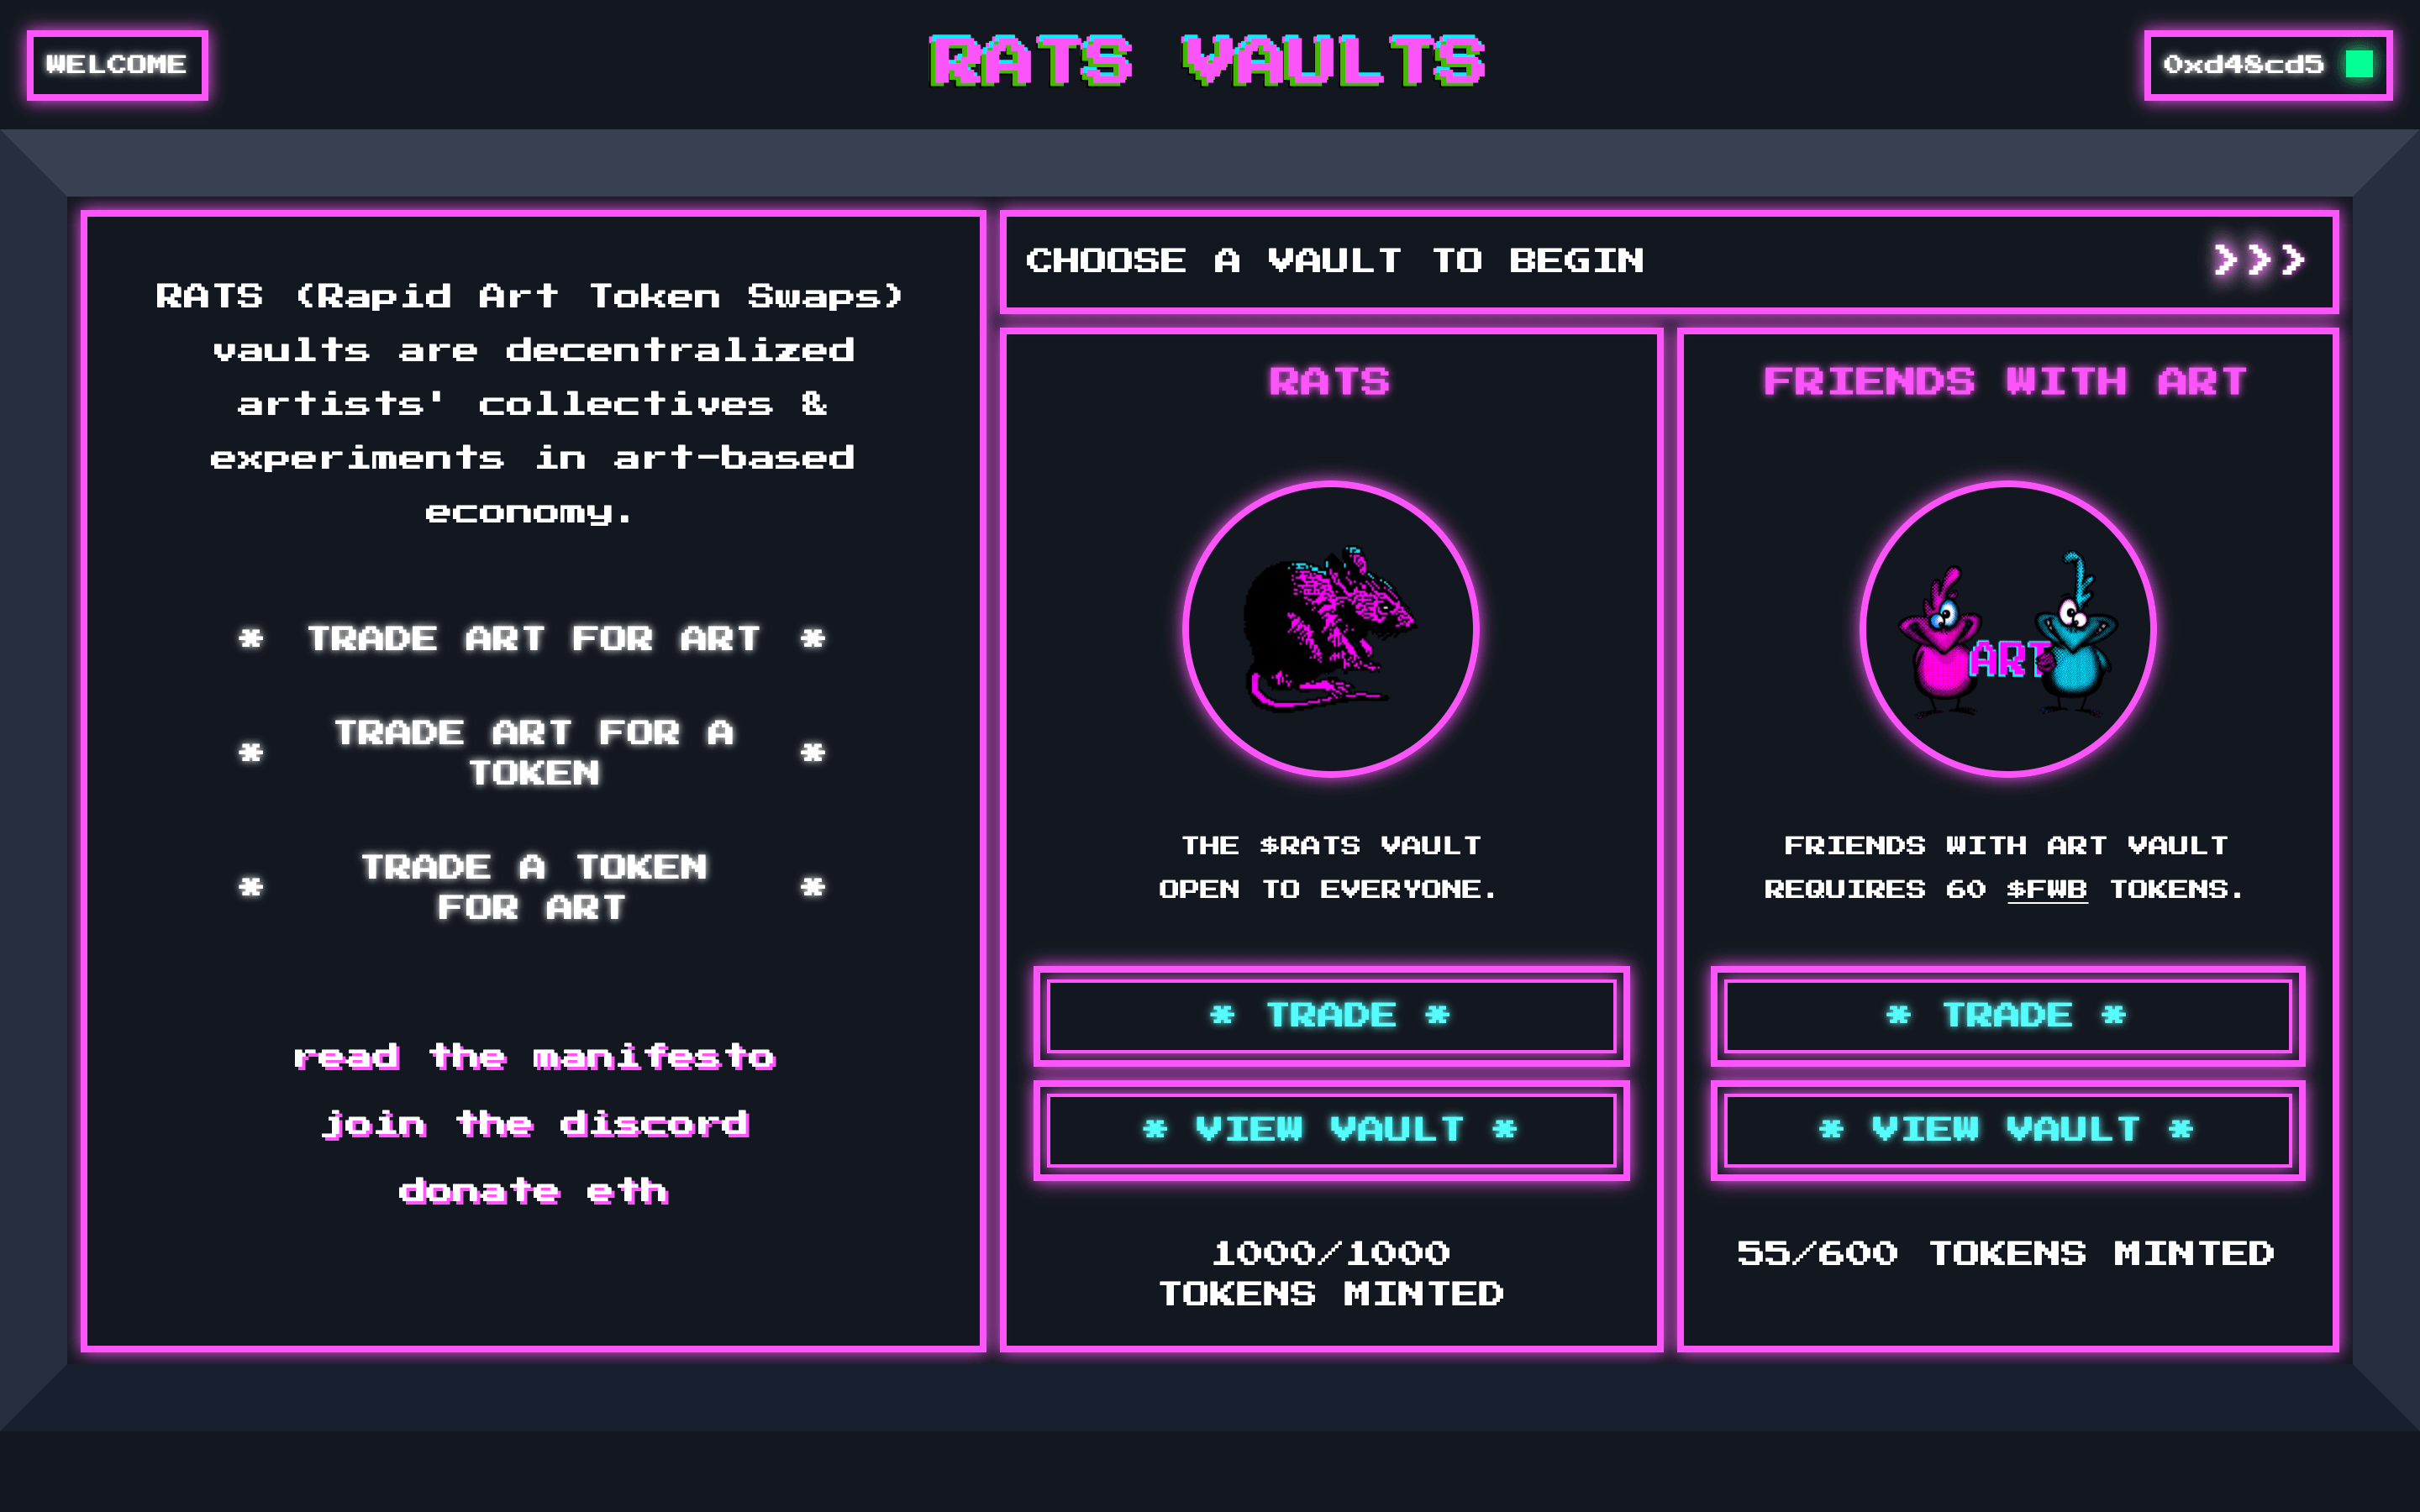 WELCOME
RATS VAULTS
0xd48cd5
RATS (Rapid Art Token Swaps)
vaults are decentralized
artists' collectives &
experiments in art-based
economy.
* TRADE ART FOR ART *
* TRADE ART FOR A
TOKEN *
* TRADE A TOKEN
FOR ART *
read the manifesto
join the discord
donate eth
CHOOSE A VAULT TO BEGIN >>>
RATS
THE $RATS VAULT
OPEN TO EVERYONE.
* TRADE *
* VIEW VAULT *
1000/1000
TOKENS MINTED
FRIENDS WITH ART
ART
FRIENDS WITH ART VAULT
REQUIRES 60 $FWB TOKENS.
* TRADE *
* VIEW VAULT *
55/600 TOKENS MINTED